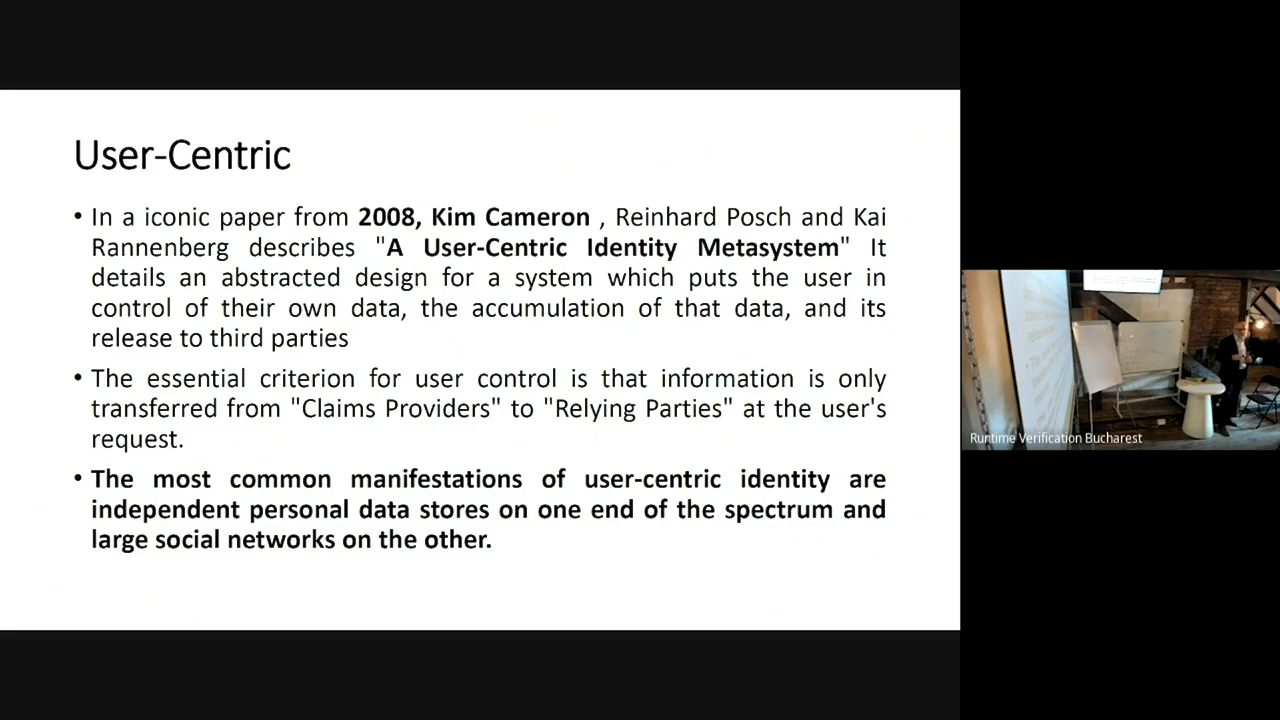 User-Centric
• In a iconic paper from 2008, Kim Cameron , Reinhard Posch and Kai
Rannenberg describes "A User-Centric Identity Metasystem" It
details an abstracted design for a system which puts the user in
control of their own data, the accumulation of that data, and its
release to third parties
• The essential criterion for user control is that information is only
transferred from "Claims Providers" to "Relying Parties" at the user's
request.
• The most common manifestations of user-centric identity are
independent personal data stores on one end of the spectrum and
large social networks on the other.
Runtime Verification Bucharest